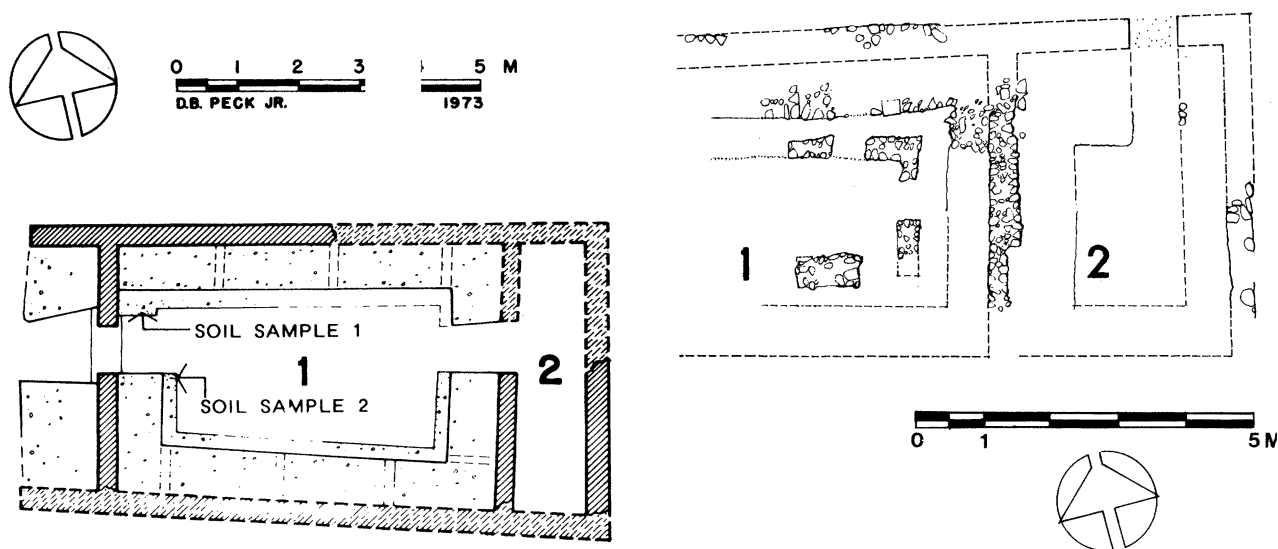 0 1 2 3 5 M
D.B. PECK JR. 1973
SOIL SAMPLE 1
1
2
SOIL SAMPLE 2
1
2
0 1 5 M